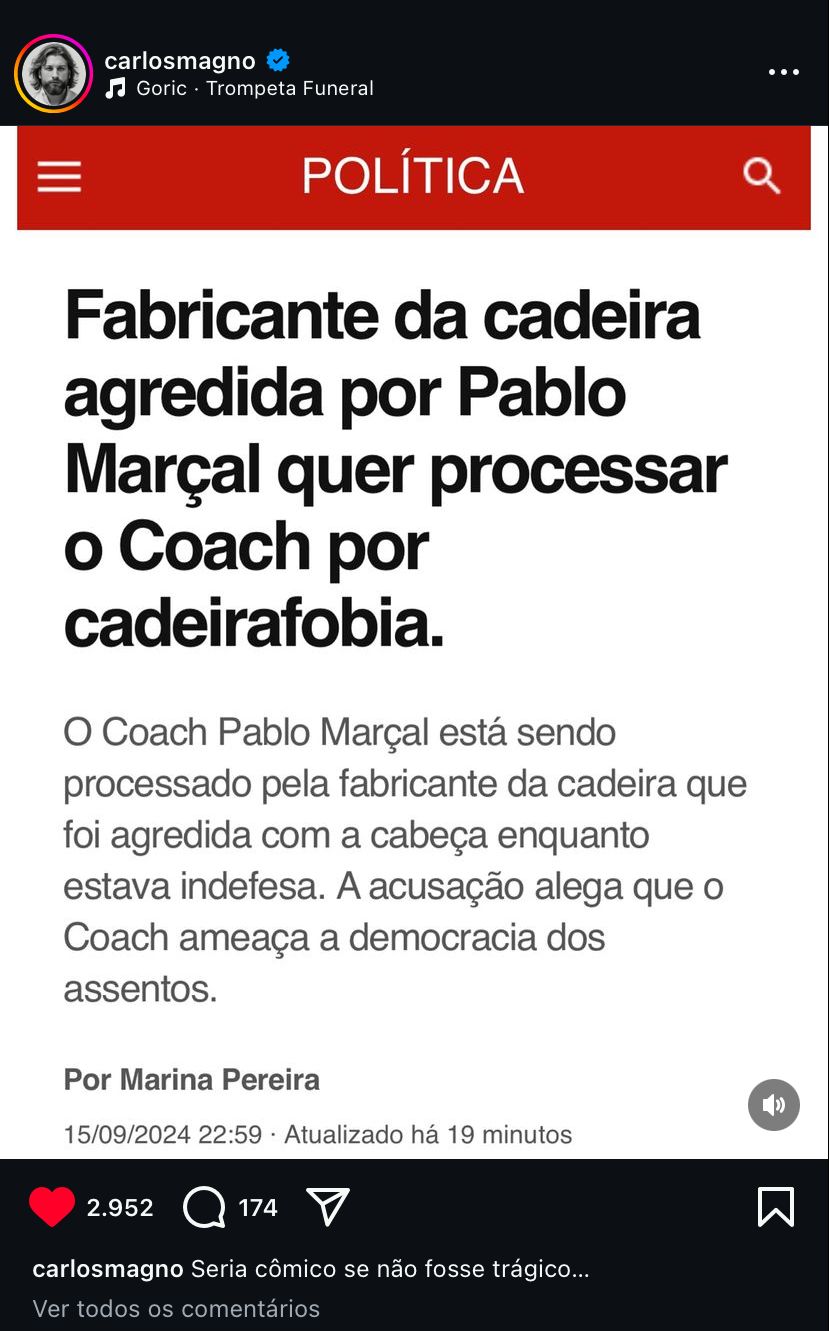 carlosmagno
Goric · Trompeta Funeral
POLÍTICA
Fabricante da cadeira
agredida por Pablo
Marçal quer processar
o Coach por
cadeirafobia.
O Coach Pablo Marçal está sendo
processado pela fabricante da cadeira que
foi agredida com a cabeça enquanto
estava indefesa. A acusação alega que o
Coach ameaça a democracia dos
assentos.
Por Marina Pereira
15/09/2024 22:59 · Atualizado há 19 minutos
2.952 174
carlosmagno Seria cômico se não fosse trágico...
Ver todos os comentários